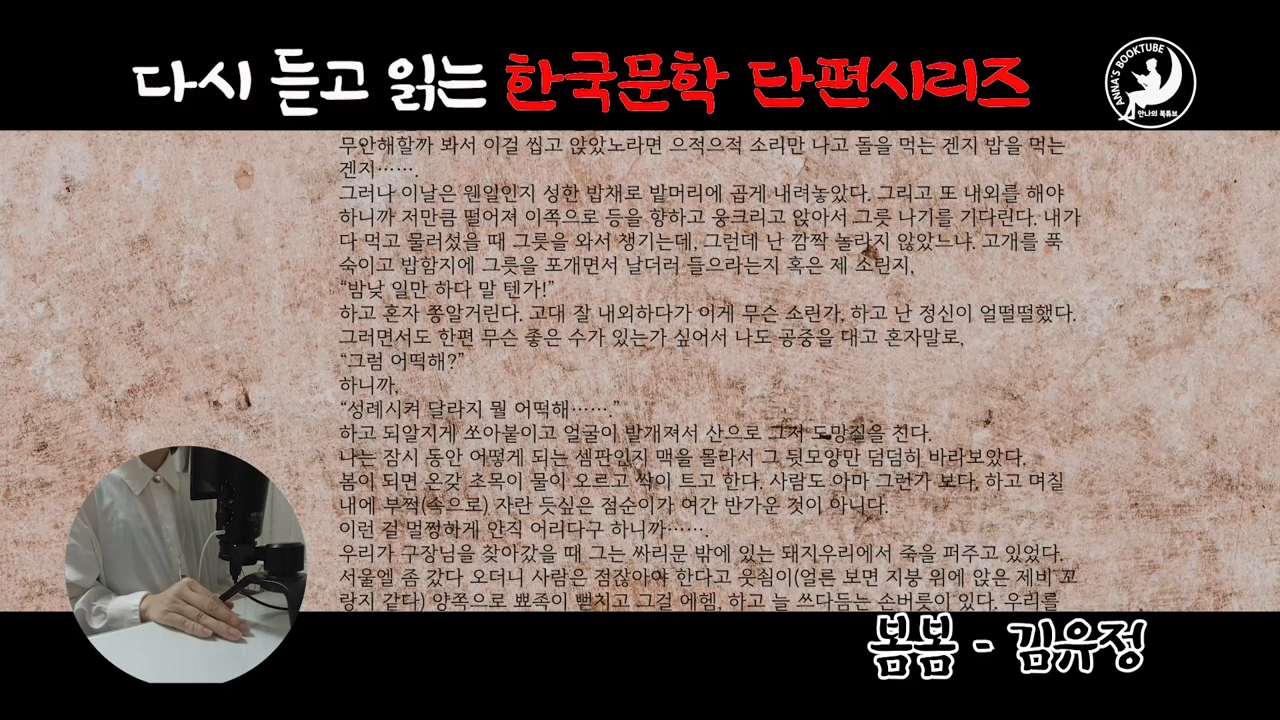 다시 듣고 읽는 한국문학 단편시리즈
ANNA'S BOOKTUBE
안나의 북튜브
무안해할까 봐서 이걸 씹고 앉았노라면 으적으적 소리만 나고 돌을 먹는 겐지 밥을 먹는
겐지…….
그러나 이날은 웬일인지 성한 밥채로 밭머리에 곱게 내려놓았다. 그리고 또 내외를 해야
하니까 저만큼 떨어져 이쪽으로 등을 향하고 웅크리고 앉아서 그릇 나기를 기다린다. 내가
다 먹고 물러섰을 때 그릇을 와서 챙기는데, 그런데 난 깜짝 놀라지 않았느냐. 고개를 푹
숙이고 밥함지에 그릇을 포개면서 날더러 들으라는지 혹은 제 소린지,
“밤낮 일만 하다 말 텐가!”
하고 혼자 쫑알거린다. 고대 잘 내외하다가 이게 무슨 소린가, 하고 난 정신이 얼떨떨했다.
그러면서도 한편 무슨 좋은 수가 있는가 싶어서 나도 공중을 대고 혼자말로,
“그럼 어떡해?”
하니까,
“성례시켜 달라지 뭘 어떡해…….”
하고 되알지게 쏘아붙이고 얼굴이 발개져서 산으로 그저 도망질을 친다.
나는 잠시 동안 어떻게 되는 셈판인지 맥을 몰라서 그 뒷모양만 덤덤히 바라보았다.
봄이 되면 온갖 초목이 물이 오르고 싹이 트고 한다. 사람도 아마 그런가 보다, 하고 며칠
내에 부쩍(속으로) 자란 듯싶은 점순이가 여간 반가운 것이 아니다.
이런 걸 멀쩡하게 안직 어리다구 하니까…….
우리가 구장님을 찾아갔을 때 그는 싸리문 밖에 있는 돼지우리에서 죽을 퍼주고 있었다.
서울엘 좀 갔다 오더니 사람은 점잖아야 한다고 웃쇰이(얼른 보면 지붕 위에 앉은 제비 꼬
랑지 같다) 양쪽으로 뾰족이 뻗치고 그걸 에헴, 하고 늘 쓰다듬는 손버릇이 있다. 우리를
봄봄 - 김유정